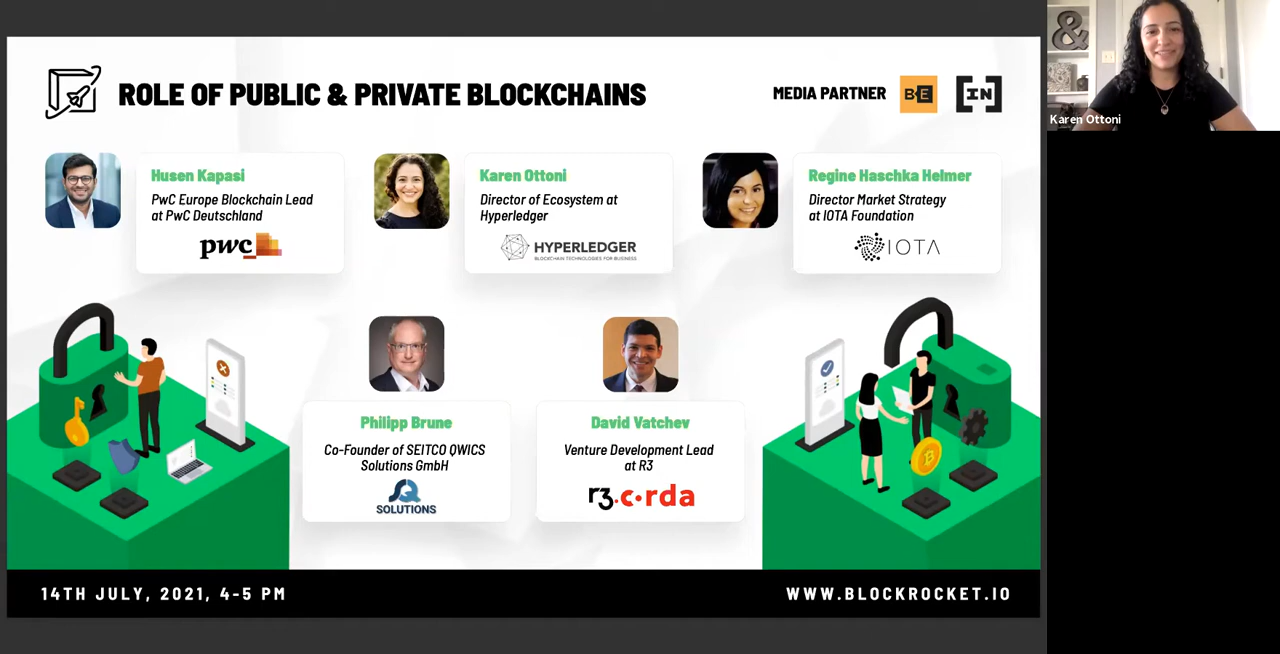 ROLE OF PUBLIC & PRIVATE BLOCKCHAINS
MEDIA PARTNER
B-E
[IN]
Karen Ottoni
&
Husen Kapasi
PwC Europe Blockchain Lead
at PwC Deutschland
pwc
Karen Ottoni
Director of Ecosystem at
Hyperledger
HYPERLEDGER
BLOCKCHAIN TECHNOLOGIES FOR BUSINESS
Regine Haschka Helmer
Director Market Strategy
at IOTA Foundation
IOTA
Philipp Brune
Co-Founder of SEITCO QWICS
Solutions GmbH
SOLUTIONS
David Vatchev
Venture Development Lead
at R3
r3.c·rda
14TH JULY, 2021, 4-5 PM
WWW.BLOCKROCKET.IO